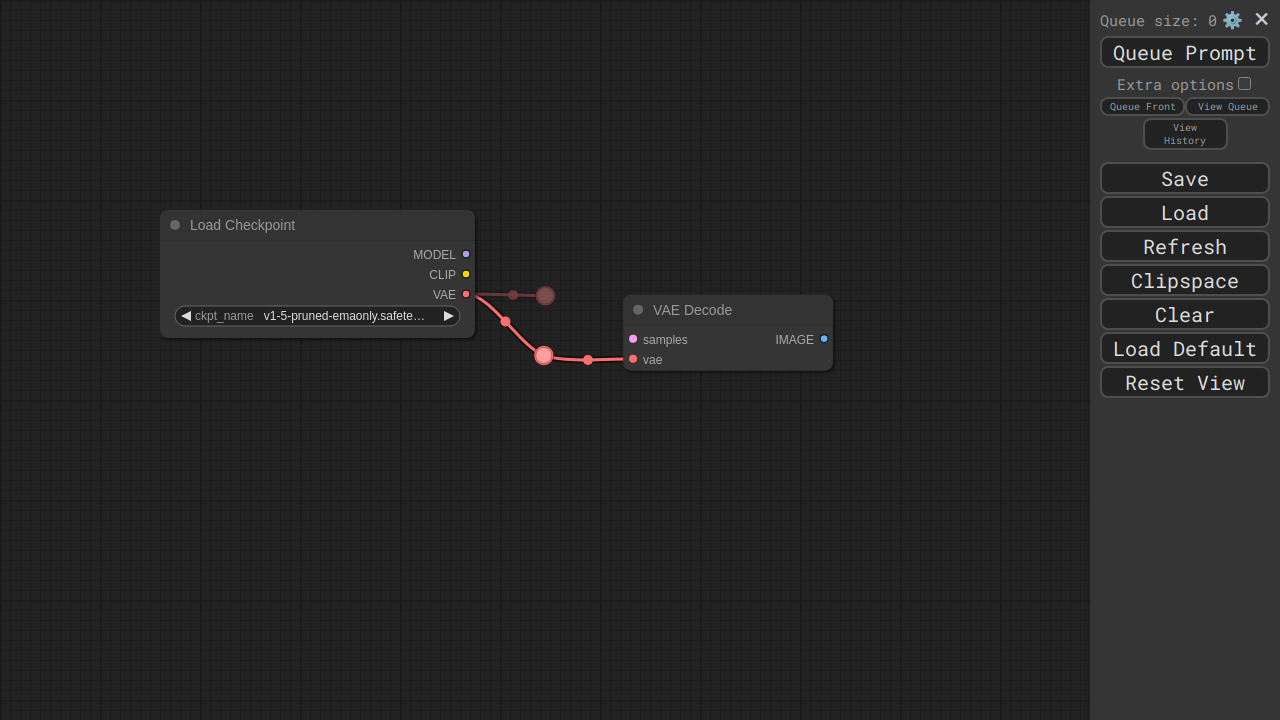 Load Checkpoint
MODEL
CLIP
VAE
ckpt_name v1-5-pruned-emaonly.safete…
VAE Decode
samples IMAGE
vae
Queue size: 0
Queue Prompt
Extra options
Queue Front View Queue
View
History
Save
Load
Refresh
Clipspace
Clear
Load Default
Reset View